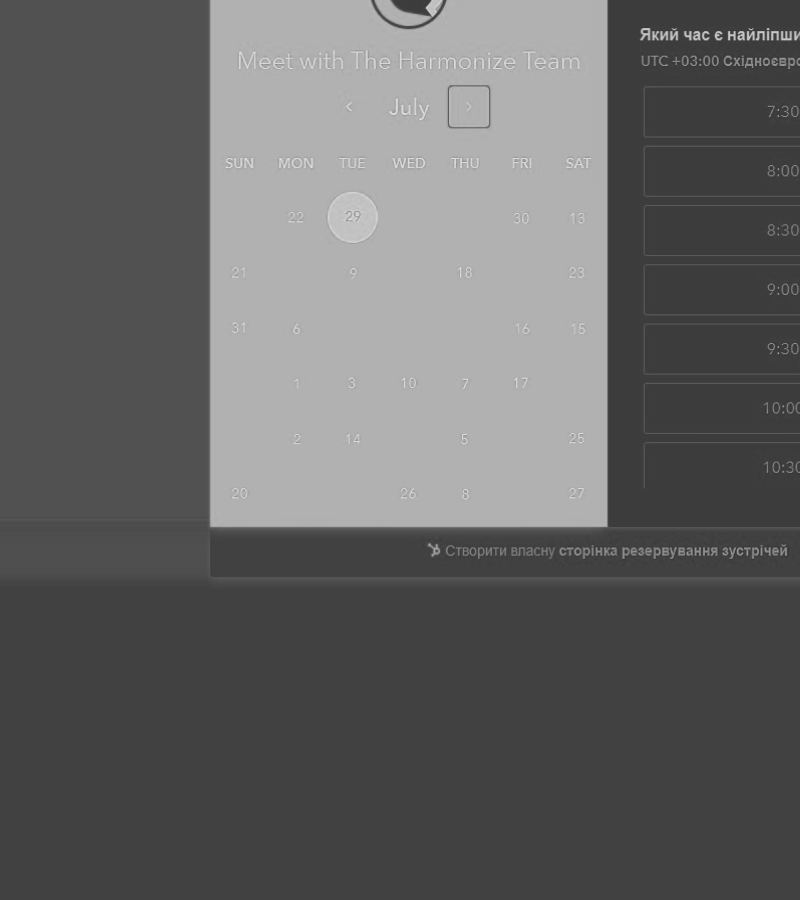 Meet with The Harmonize Team
July
SUN MON TUE WED THU FRI SAT
22 29 30 13
21 9 18 23
31 6 16 15
1 3 10 7 17
2 14 5 25
20 26 8 27
Який час є
UTC +03:00
7:30
8:00
8:30
9:00
9:30
10:00
10:30
Створити власну сторінка резервування зустрічей